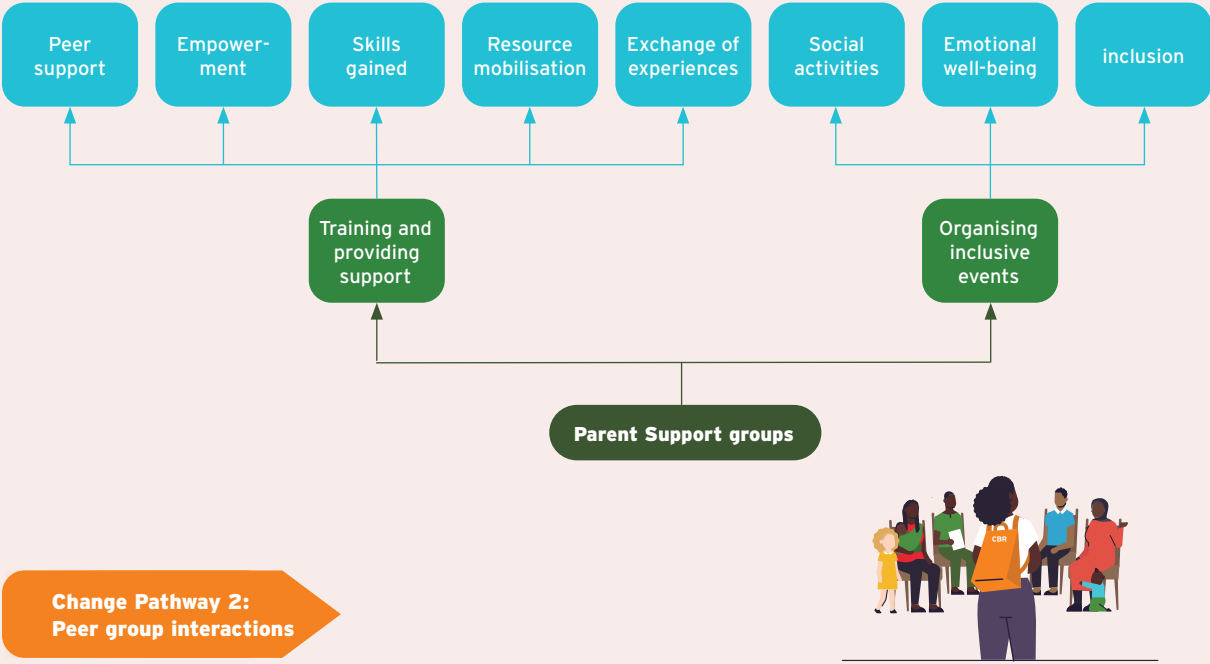 Peer
support
Empower-
ment
Skills
gained
Resource
mobilisation
Exchange of
experiences
Social
activities
Emotional
well-being
inclusion
Training and
providing
support
Organising
inclusive
events
Parent Support groups
CBR
Change Pathway 2:
Peer group interactions